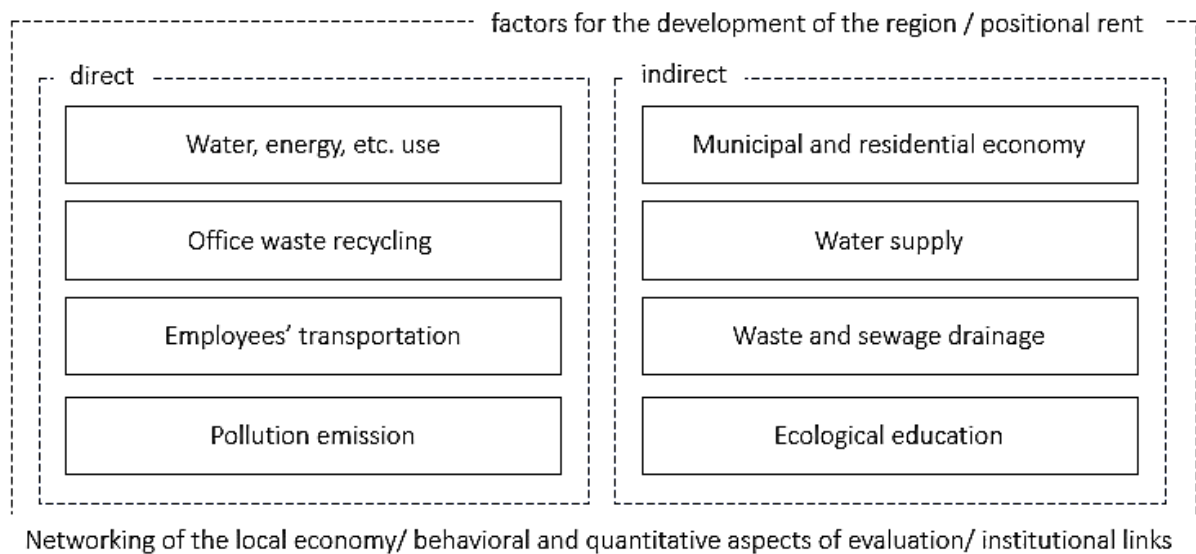 factors for the development of the region / positional rent
direct
Water, energy, etc. use
Office waste recycling
Employees’ transportation
Pollution emission
indirect
Municipal and residential economy
Water supply
Waste and sewage drainage
Ecological education
Networking of the local economy/ behavioral and quantitative aspects of evaluation/ institutional links